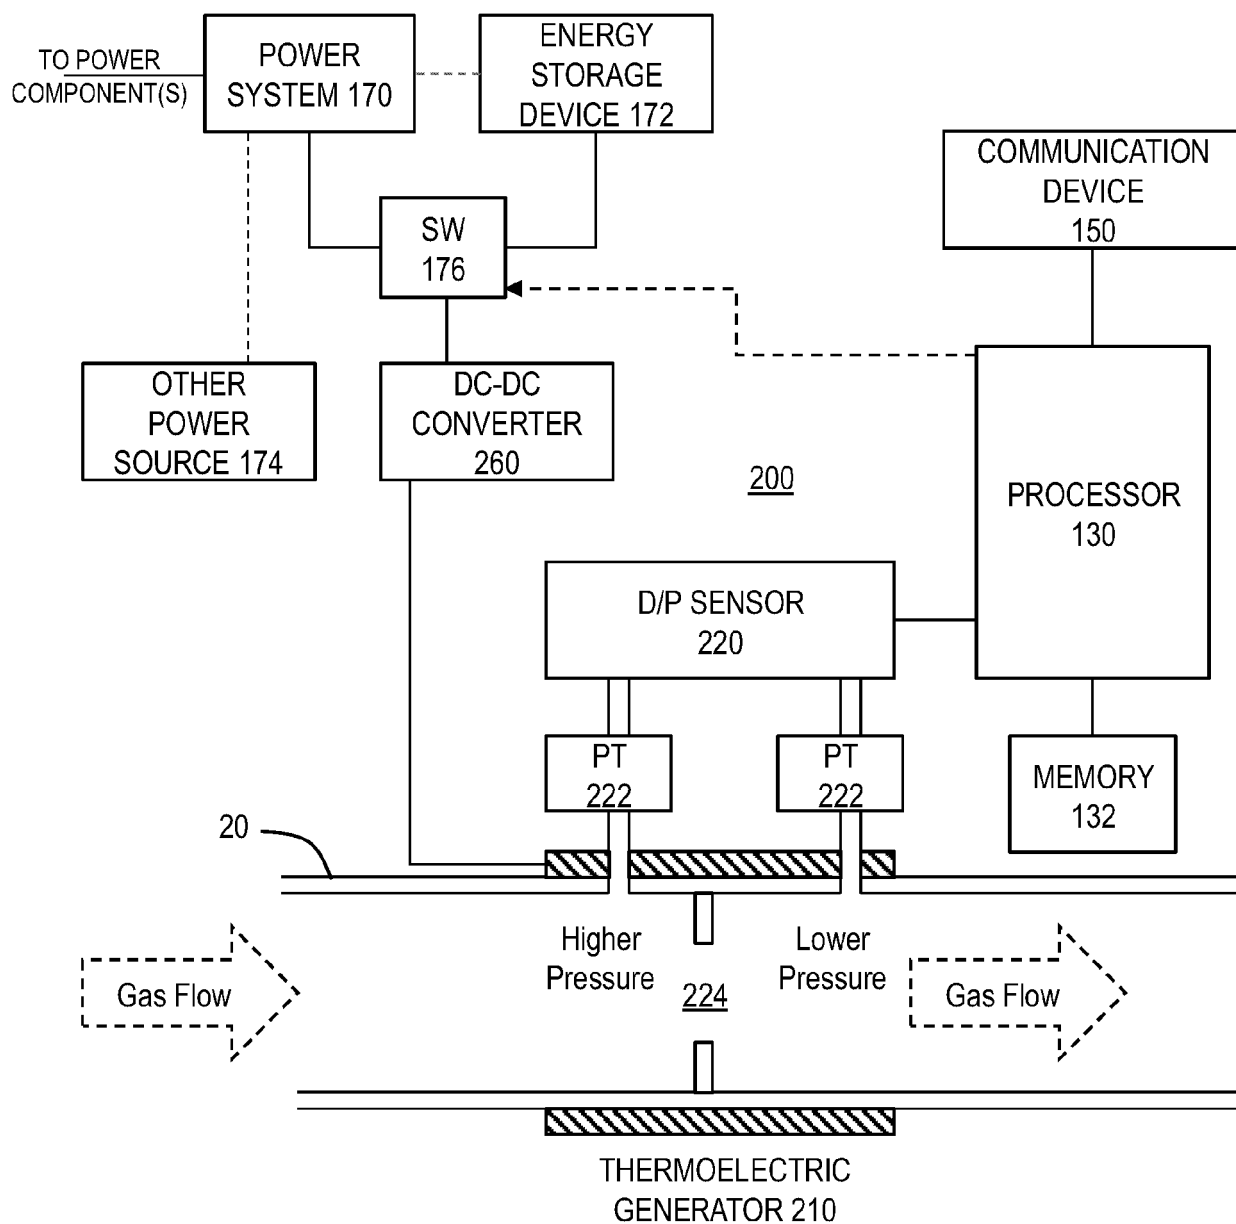 TO POWER
COMPONENT(S)
POWER
SYSTEM 170
ENERGY
STORAGE
DEVICE 172
COMMUNICATION
DEVICE
150
SW
176
OTHER
POWER
SOURCE 174
DC-DC
CONVERTER
260
200
PROCESSOR
130
D/P SENSOR
220
PT
222
PT
222
MEMORY
132
20
Higher
Pressure
Lower
Pressure
Gas Flow
224
Gas Flow
THERMOELECTRIC
GENERATOR 210